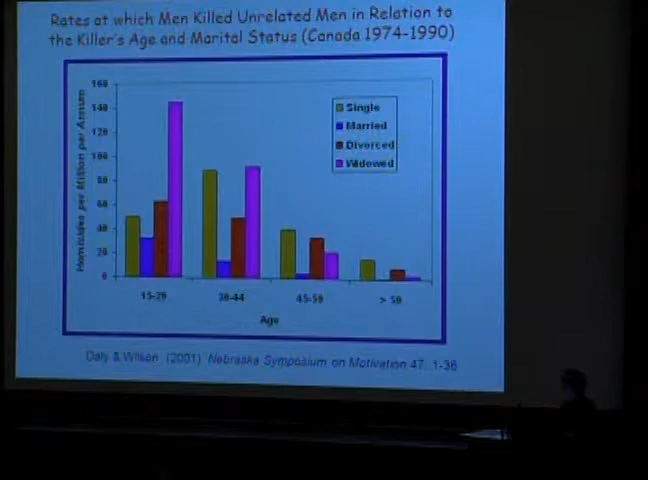 Rates at which Men Killed Unrelated Men in Relation to
the Killer's Age and Marital Status (Canada 1974-1990)
Homicides per Million per Annum
160
140
120
100
80
60
40
20
0
Single
Married
Divorced
Widowed
15-29
30-44
45-59
Age
Daly & Wilson (2001) Nebraska Symposium on Motivation 47: 1-36